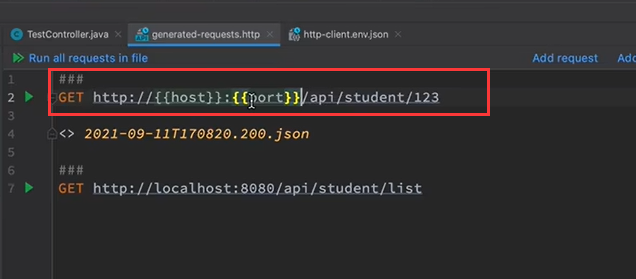 TestController.java generated-requests.http http-client.env.json
Run all requests in file Add request Ad
1 ###
2 GET http://{{host}}:{{port}}/api/student/123
3
4 <> 2021-09-11T170820.200.json
6 ###
7 GET http://localhost:8080/api/student/list